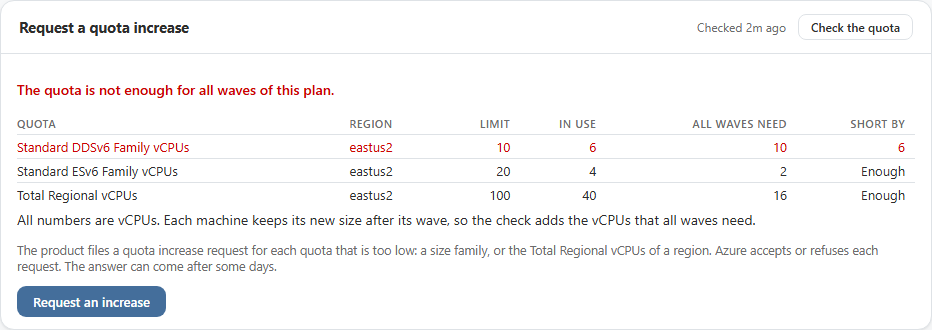 Request a quota increase
Checked 2m ago
Check the quota
The quota is not enough for all waves of this plan.
QUOTA REGION LIMIT IN USE ALL WAVES NEED SHORT BY
Standard DDSv6 Family vCPUs eastus2 10 6 10 6
Standard ESv6 Family vCPUs eastus2 20 4 2 Enough
Total Regional vCPUs eastus2 100 40 16 Enough
All numbers are vCPUs. Each machine keeps its new size after its wave, so the check adds the vCPUs that all waves need.
The product files a quota increase request for each quota that is too low: a size family, or the Total Regional vCPUs of a region. Azure accepts or refuses each
request. The answer can come after some days.
Request an increase